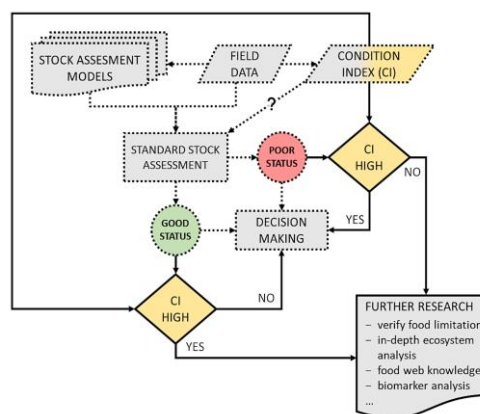 STOCK ASSESMENT
MODELS
FIELD
DATA
CONDITION
INDEX (CI)
?
STANDARD STOCK
ASSESSMENT
POOR
STATUS
CI
HIGH
NO
YES
GOOD
STATUS
DECISION
MAKING
CI
HIGH
NO
YES
FURTHER RESEARCH
– verify food limitation
– in-depth ecosystem
analysis
– food web knowledge
– biomarker analysis
...